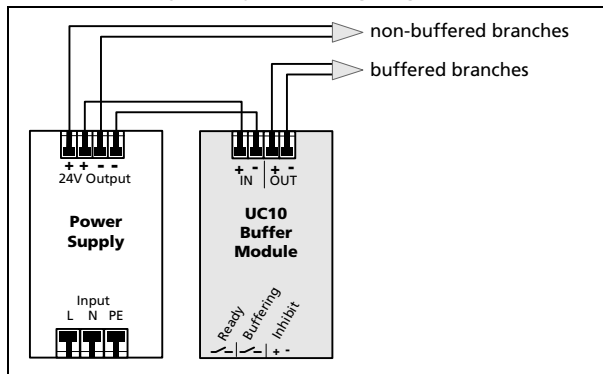 non-buffered branches
buffered branches
+ + - -
24V Output
+ - + -
IN OUT
Power
Supply
UC10
Buffer
Module
Input
L N PE
Ready
Buffering
Inhibit
+ -